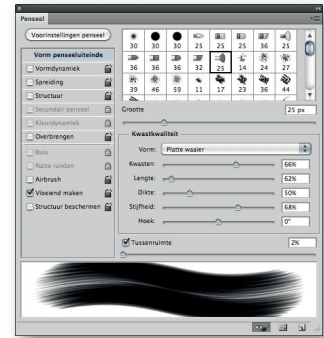 Penseel
Voorinstellingen penseel
Vorm penseeluiteinde
Vormdynamiek
Spreiding
Structuur
Secundair penseel
Kleurdynamiek
Overbrengen
Ruis
Natte randen
Airbrush
Vloeiend maken
Structuur beschermen
30 30 30 25 25 25 36 25
36 36 36 32 25 14 24 27
39 46 59 11 17 23 36 44
Grootte 25 px
Kwastkwaliteit
Vorm: Platte waaier
Kwasten: 66%
Lengte: 62%
Dikte: 50%
Stijfheid: 68%
Hoek: 0°
Tussenruimte 2%